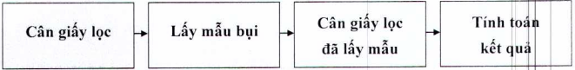 Cân giấy lọc
Lấy mẫu bụi
Cân giấy lọc
đã lấy mẫu
Tính toán
kết quả